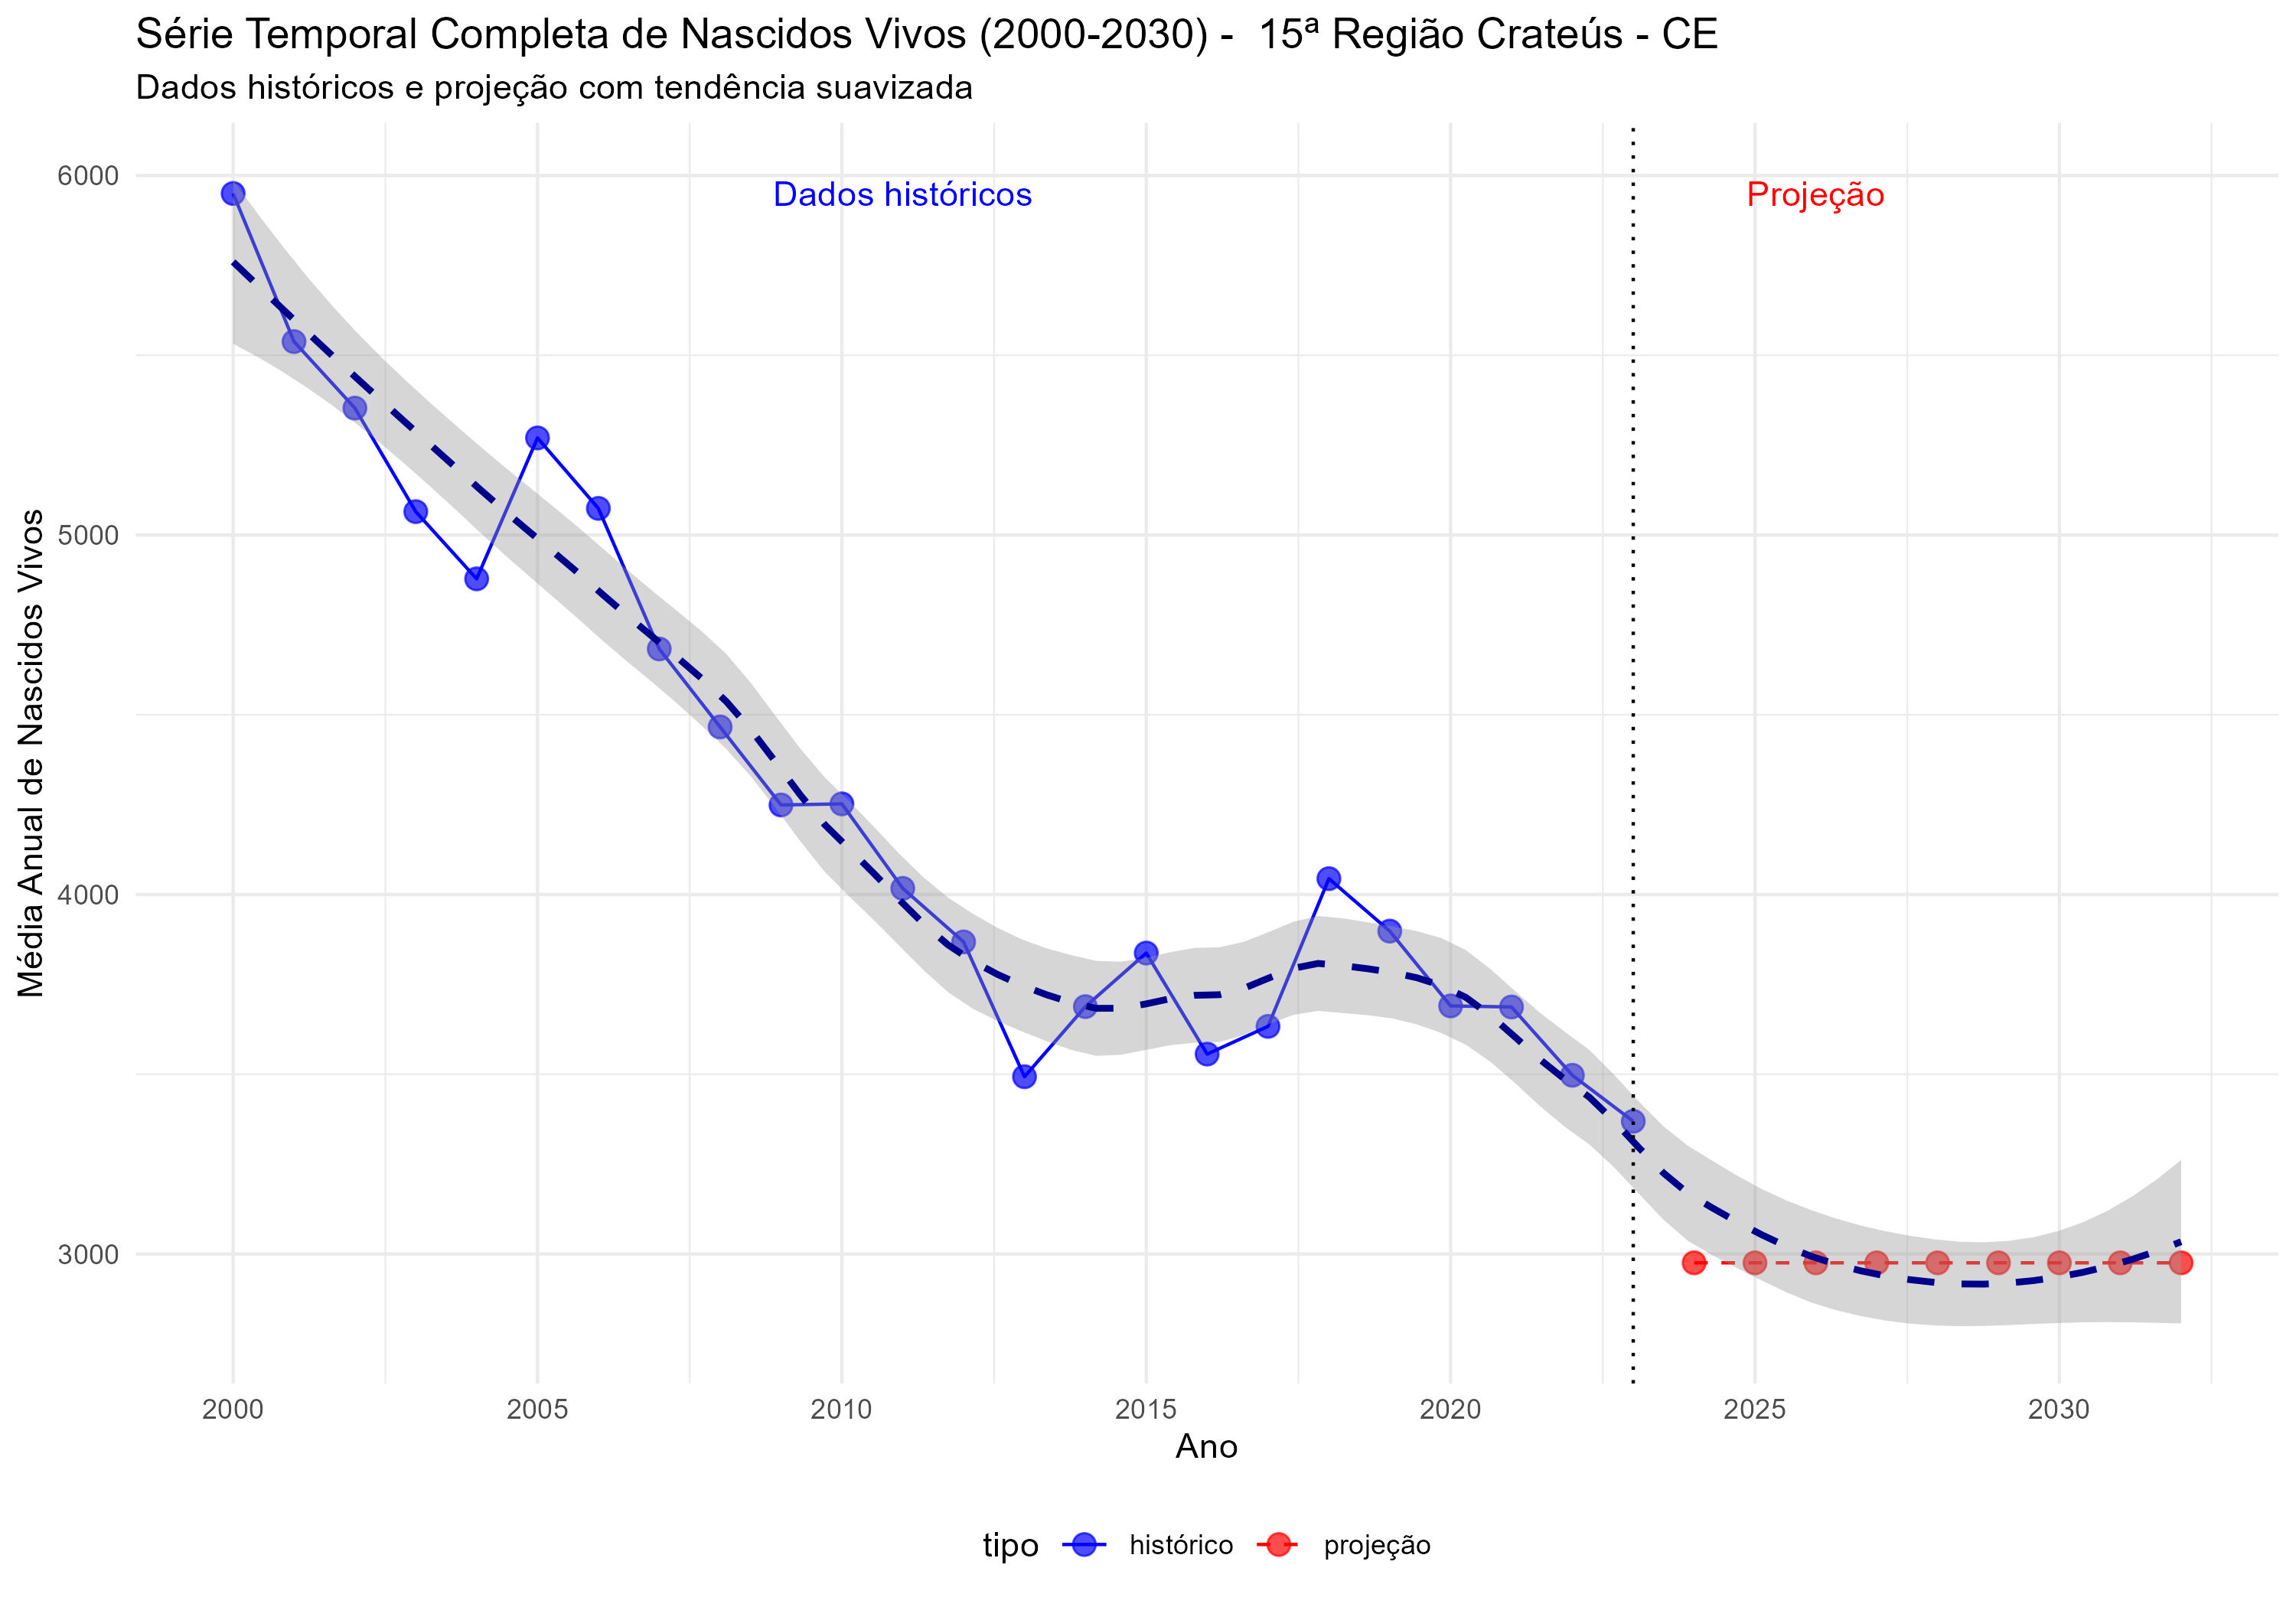 Série Temporal Completa de Nascidos Vivos (2000-2030) -  15ª Região Crateús - CE
Dados históricos e projeção com tendência suavizada
Dados históricos
Projeção
Média Anual de Nascidos Vivos
6000
5000
4000
3000
2000 2005 2010 2015 2020 2025 2030
Ano
tipo histórico projeção